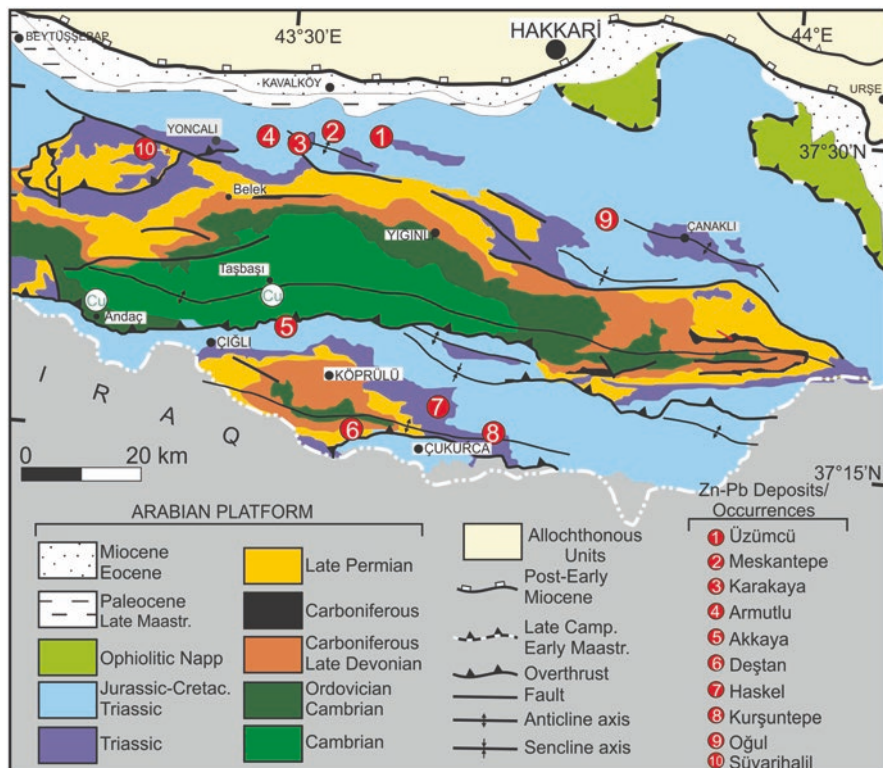 43°30'E
44°E
HAKKARİ
BEYTÜŞŞEBAP
KAVALKÖY
URŞE
YONCALI
4
3
2
1
37°30'N
10
Belek
9
ÇANAKLI
YIĞINLI
Taşbaşı
Cu
Cu
Andaç
5
ÇIĞLI
KÖPRÜLÜ
7
6
8
ÇUKURCA
IRAQ
0 20 km
37°15'N
ARABIAN PLATFORM
Miocene
Eocene
Paleocene
Late Maastr.
Ophiolitic Napp
Jurassic-Cretac.
Triassic
Triassic
Late Permian
Carboniferous
Carboniferous
Late Devonian
Ordovician
Cambrian
Cambrian
Allochthonous
Units
Post-Early
Miocene
Late Camp.
Early Maastr.
Overthrust
Fault
Anticline axis
Sencline axis
Zn-Pb Deposits/
Occurrences
1 Üzümcü
2 Meskantepe
3 Karakaya
4 Armutlu
5 Akkaya
6 Deştan
7 Haskel
8 Kurşuntepe
9 Oğul
10 Süvarihalil